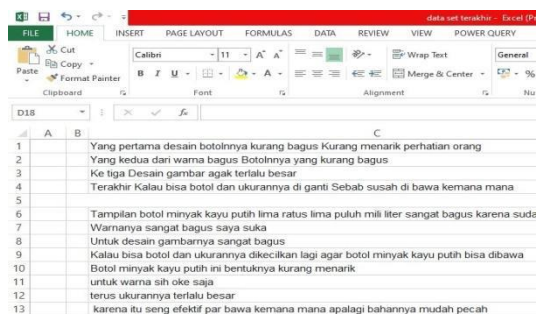 data set terakhir - Excel (Pr
FILE HOME INSERT PAGE LAYOUT FORMULAS DATA REVIEW VIEW POWER
Cut
Copy
Format Painter
Paste
Clipboard
Calibri 11
B I U
Font
Wrap Text
Merge & Center
Alignment
General
%
Nu
D18 fx
A B C
1 Yang pertama desain botolnnya kurang bagus Kurang menarik perhatian orang
2 Yang kedua dari warna bagus Botolnnya yang kurang bagus
3 Ke tiga Desain gambar agak terlalu besar
4 Terakhir Kalau bisa botol dan ukurannya di ganti Sebab susah di bawa kemana mana
5
6 Tampilan botol minyak kayu putih lima ratus lima puluh mili liter sangat bagus karena suda
7 Warnanya sangat bagus saya suka
8 Untuk desain gambarnya sangat bagus
9 Kalau bisa botol dan ukurannya dikecilkan lagi agar botol minyak kayu putih bisa dibawa
10 Botol minyak kayu putih ini bentuknya kurang menarik
11 untuk warna sih oke saja
12 terus ukurannya terlalu besar
13 karena itu seng efektif par bawa kemana mana apalagi bahannya mudah pecah